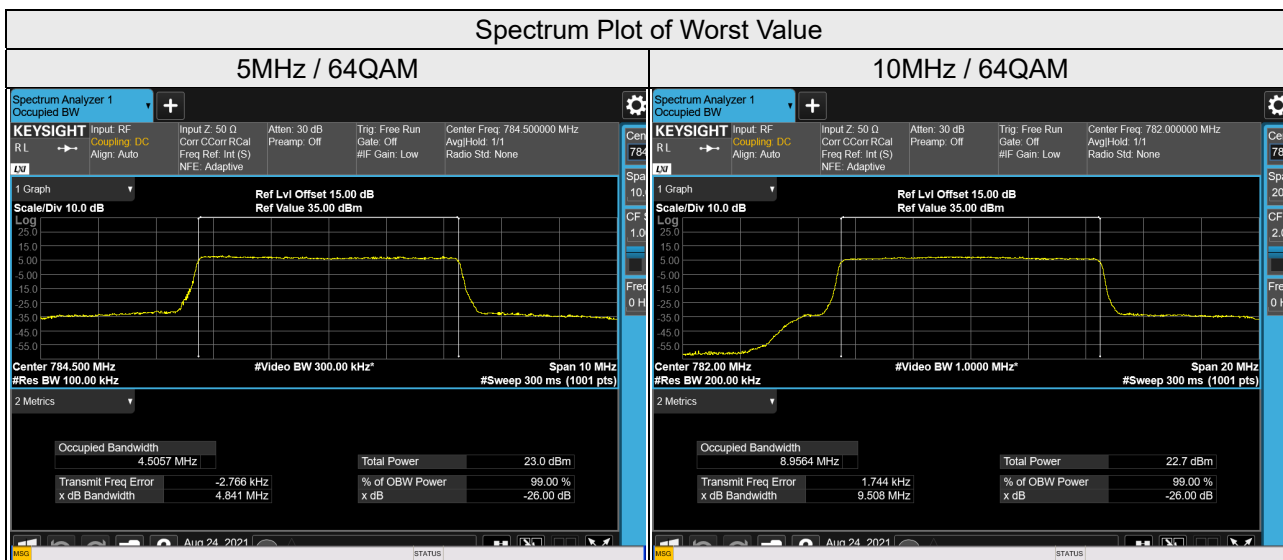 Spectrum Plot of Worst Value
5MHz / 64QAM
10MHz / 64QAM
Spectrum Analyzer 1
Occupied BW
+
KEYSIGHT Input: RF Input Z: 50 Ω Atten: 30 dB Trig: Free Run Center Freq: 784.500000 MHz
R L Coupling: DC Corr CCorr RCal Preamp: Off Gate: Off Avg|Hold: 1/1
Align: Auto Freq Ref: Int (S) #IF Gain: Low Radio Std: None
LXI NFE: Adaptive
1 Graph
Ref Lvl Offset 15.00 dB
Scale/Div 10.0 dB Ref Value 35.00 dBm
Log
25.0
15.0
5.00
-5.00
-15.0
-25.0
-35.0
-45.0
-55.0
Center 784.500 MHz #Video BW 300.00 kHz* Span 10 MHz
#Res BW 100.00 kHz #Sweep 300 ms (1001 pts)
2 Metrics
Occupied Bandwidth
4.5057 MHz Total Power 23.0 dBm
Transmit Freq Error -2.766 kHz % of OBW Power 99.00 %
x dB Bandwidth 4.841 MHz x dB -26.00 dB
Aug 24, 2021
MSG STATUS
Spectrum Analyzer 1
Occupied BW
+
KEYSIGHT Input: RF Input Z: 50 Ω Atten: 30 dB Trig: Free Run Center Freq: 782.000000 MHz
R L Coupling: DC Corr CCorr RCal Preamp: Off Gate: Off Avg|Hold: 1/1
Align: Auto Freq Ref: Int (S) #IF Gain: Low Radio Std: None
LXI NFE: Adaptive
1 Graph
Ref Lvl Offset 15.00 dB
Scale/Div 10.0 dB Ref Value 35.00 dBm
Log
25.0
15.0
5.00
-5.00
-15.0
-25.0
-35.0
-45.0
-55.0
Center 782.00 MHz #Video BW 1.0000 MHz* Span 20 MHz
#Res BW 200.00 kHz #Sweep 300 ms (1001 pts)
2 Metrics
Occupied Bandwidth
8.9564 MHz Total Power 22.7 dBm
Transmit Freq Error 1.744 kHz % of OBW Power 99.00 %
x dB Bandwidth 9.508 MHz x dB -26.00 dB
Aug 24, 2021
MSG STATUS